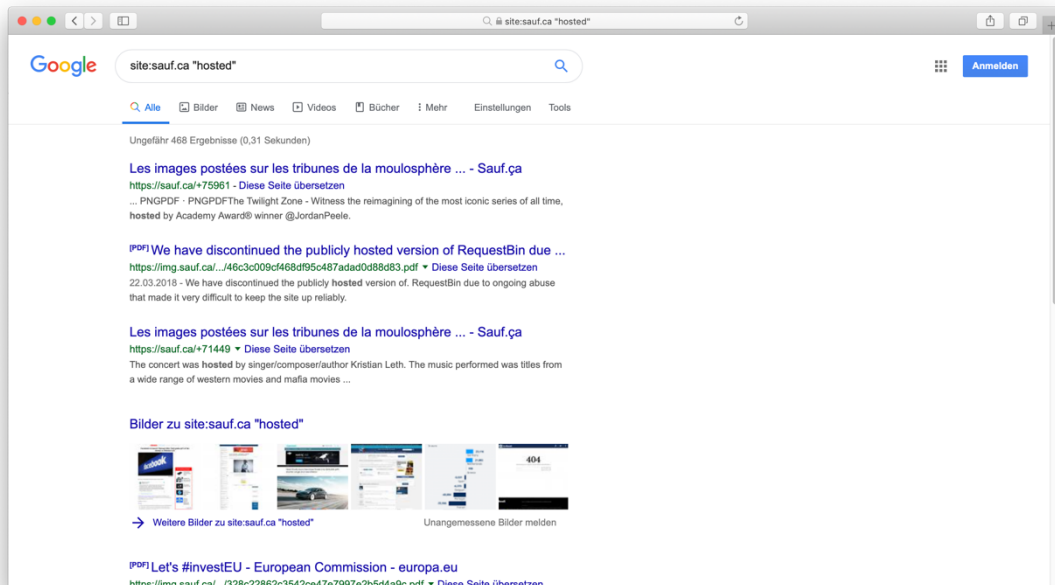 site:sauf.ca "hosted"
Google
site:sauf.ca "hosted"
Anmelden
Alle Bilder News Videos Bücher Mehr Einstellungen Tools
Ungefähr 468 Ergebnisse (0,31 Sekunden)
Les images postées sur les tribunes de la moulosphère ... - Sauf.ça
https://sauf.ca/+75961 - Diese Seite übersetzen
... PNGPDF · PNGPDFThe Twilight Zone - Witness the reimagining of the most iconic series of all time,
hosted by Academy Award® winner @JordanPeele.
[PDF] We have discontinued the publicly hosted version of RequestBin due ...
https://img.sauf.ca/.../46c3c009cf468df95c487adad0d88d83.pdf ▼ Diese Seite übersetzen
22.03.2018 - We have discontinued the publicly hosted version of. RequestBin due to ongoing abuse
that made it very difficult to keep the site up reliably.
Les images postées sur les tribunes de la moulosphère ... - Sauf.ça
https://sauf.ca/+71449 ▼ Diese Seite übersetzen
The concert was hosted by singer/composer/author Kristian Leth. The music performed was titles from
a wide range of western movies and mafia movies ...
Bilder zu site:sauf.ca "hosted"
facebook
404
→ Weitere Bilder zu site:sauf.ca "hosted" Unangemessene Bilder melden
[PDF] Let's #investEU - European Commission - europa.eu
https://img.sauf.ca/.../328c22862c3542ce47e7997e2b5d4a9c.pdf ▼ Diese Seite übersetzen